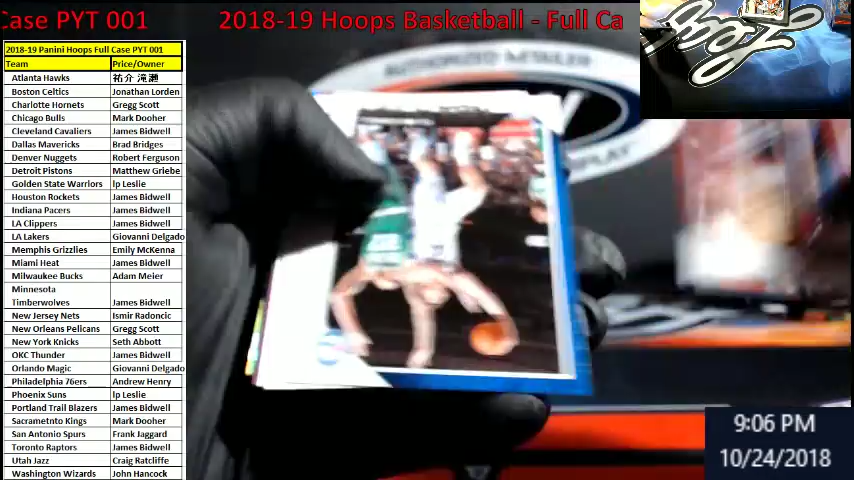 Case PYT 001 2018-19 Hoops Basketball - Full Ca
2018-19 Panini Hoops Full Case PYT 001
Team Price/Owner
Atlanta Hawks 祐介 滝瀬
Boston Celtics Jonathan Lorden
Charlotte Hornets Gregg Scott
Chicago Bulls Mark Dooher
Cleveland Cavaliers James Bidwell
Dallas Mavericks Brad Bridges
Denver Nuggets Robert Ferguson
Detroit Pistons Matthew Griebe
Golden State Warriors lp Leslie
Houston Rockets James Bidwell
Indiana Pacers James Bidwell
LA Clippers James Bidwell
LA Lakers Giovanni Delgado
Memphis Grizzlies Emily McKenna
Miami Heat James Bidwell
Milwaukee Bucks Adam Meier
Minnesota
Timberwolves James Bidwell
New Jersey Nets Ismir Radoncic
New Orleans Pelicans Gregg Scott
New York Knicks Seth Abbott
OKC Thunder James Bidwell
Orlando Magic Giovanni Delgado
Philadelphia 76ers Andrew Henry
Phoenix Suns lp Leslie
Portland Trail Blazers James Bidwell
Sacrametnto Kings Mark Dooher
San Antonio Spurs Frank Jaggard
Toronto Raptors James Bidwell
Utah Jazz Craig Ratcliffe
Washington Wizards John Hancock
AUTHORIZED RETAILER
9:06 PM
10/24/2018